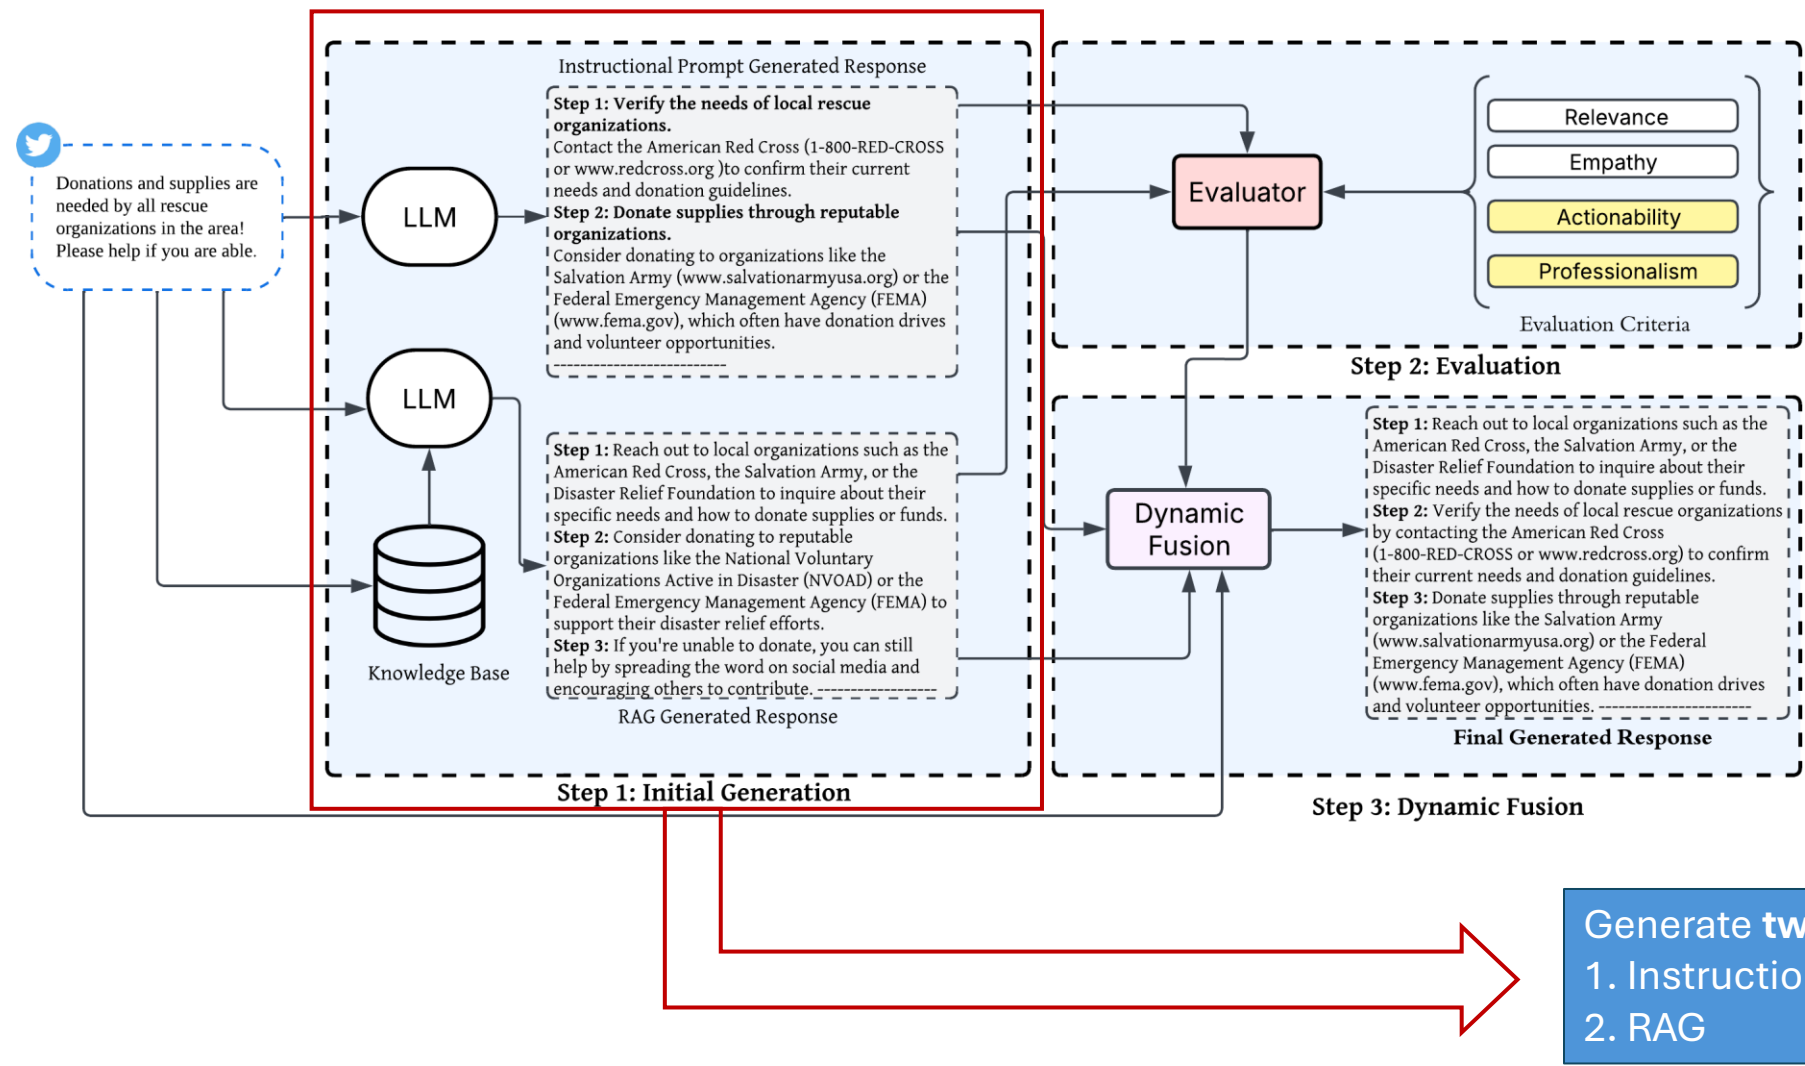 Donations and supplies are
needed by all rescue
organizations in the area!
Please help if you are able.
LLM
LLM
Knowledge Base
Instructional Prompt Generated Response
Step 1: Verify the needs of local rescue
organizations.
Contact the American Red Cross (1-800-RED-CROSS
or www.redcross.org )to confirm their current
needs and donation guidelines.
Step 2: Donate supplies through reputable
organizations.
Consider donating to organizations like the
Salvation Army (www.salvationarmyusa.org) or the
Federal Emergency Management Agency (FEMA)
(www.fema.gov), which often have donation drives
and volunteer opportunities.
--------------------------
Step 1: Reach out to local organizations such as the
American Red Cross, the Salvation Army, or the
Disaster Relief Foundation to inquire about their
specific needs and how to donate supplies or funds.
Step 2: Consider donating to reputable
organizations like the National Voluntary
Organizations Active in Disaster (NVOAD) or the
Federal Emergency Management Agency (FEMA) to
support their disaster relief efforts.
Step 3: If you're unable to donate, you can still
help by spreading the word on social media and
encouraging others to contribute. ------------------
RAG Generated Response
Step 1: Initial Generation
Evaluator
Relevance
Empathy
Actionability
Professionalism
Evaluation Criteria
Step 2: Evaluation
Dynamic
Fusion
Step 1: Reach out to local organizations such as the
American Red Cross, the Salvation Army, or the
Disaster Relief Foundation to inquire about their
specific needs and how to donate supplies or funds.
Step 2: Verify the needs of local rescue organizations
by contacting the American Red Cross
(1-800-RED-CROSS or www.redcross.org) to confirm
their current needs and donation guidelines.
Step 3: Donate supplies through reputable
organizations like the Salvation Army
(www.salvationarmyusa.org) or the Federal
Emergency Management Agency (FEMA)
(www.fema.gov), which often have donation drives
and volunteer opportunities. -----------------------
Final Generated Response
Step 3: Dynamic Fusion
Generate
1.
2. RAG